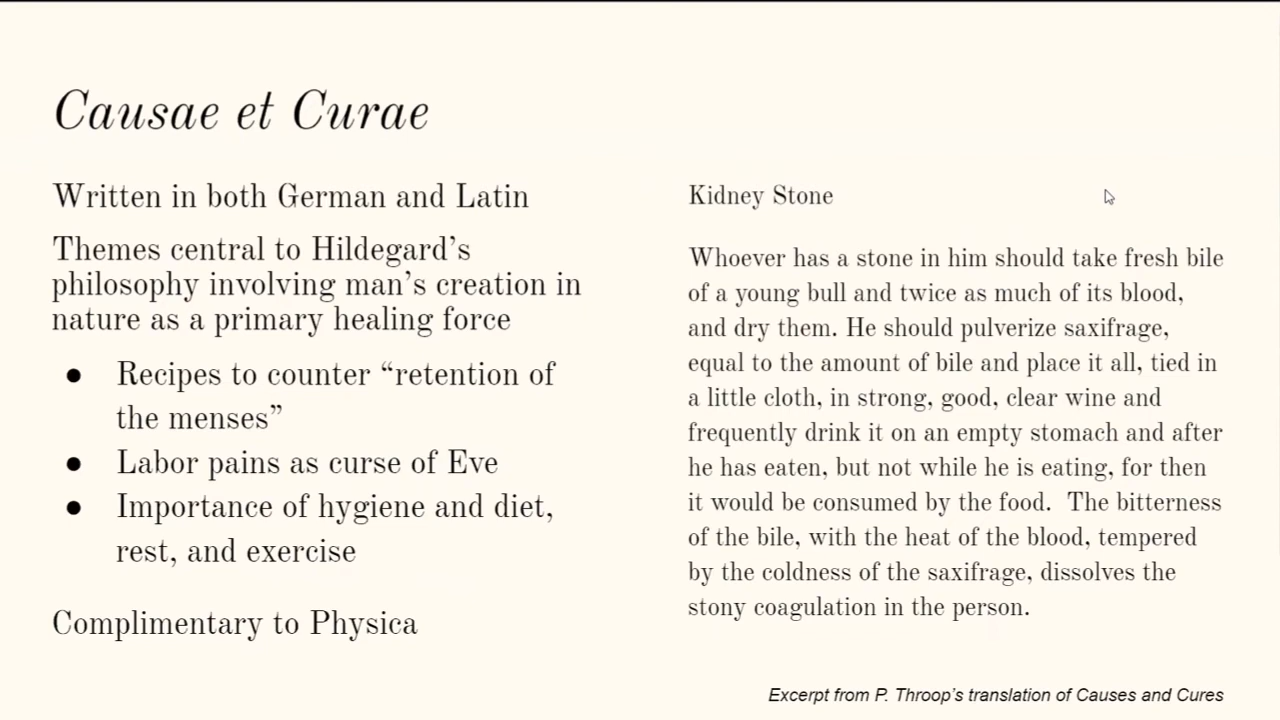 Causae et Curae
Written in both German and Latin
Themes central to Hildegard’s
philosophy involving man’s creation in
nature as a primary healing force
● Recipes to counter “retention of
the menses”
● Labor pains as curse of Eve
● Importance of hygiene and diet,
rest, and exercise
Complimentary to Physica
Kidney Stone
Whoever has a stone in him should take fresh bile
of a young bull and twice as much of its blood,
and dry them. He should pulverize saxifrage,
equal to the amount of bile and place it all, tied in
a little cloth, in strong, good, clear wine and
frequently drink it on an empty stomach and after
he has eaten, but not while he is eating, for then
it would be consumed by the food.  The bitterness
of the bile, with the heat of the blood, tempered
by the coldness of the saxifrage, dissolves the
stony coagulation in the person.
Excerpt from P. Throop’s translation of Causes and Cures